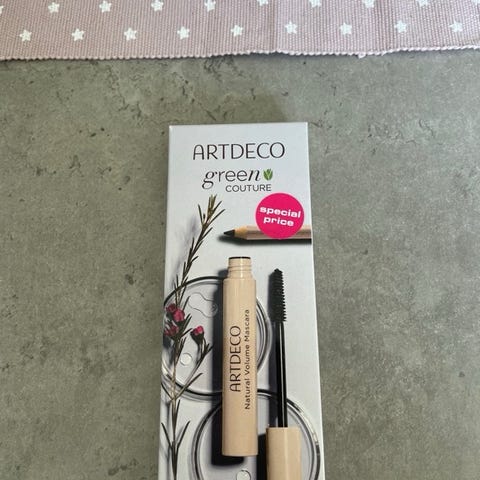 ARTDECO
green
COUTURE
special
price
ARTDECO
Natural Volume Mascara